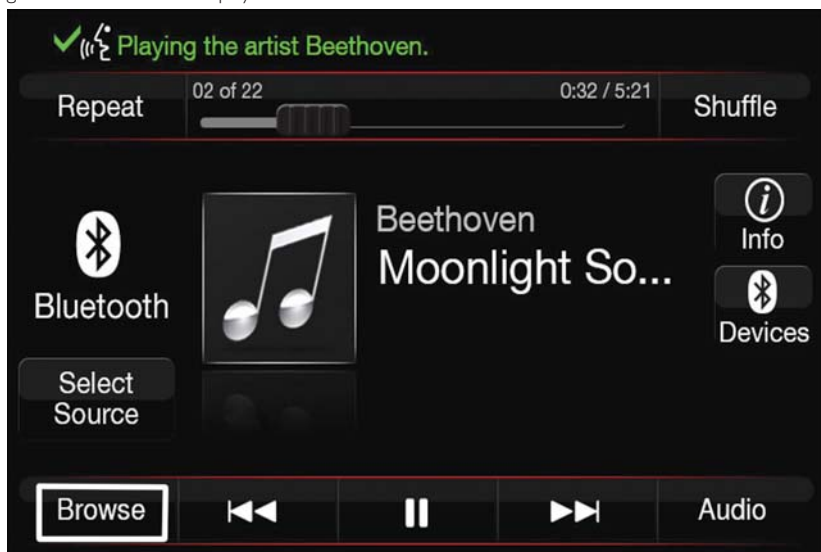 Playing the artist Beethoven.
Repeat
02 of 22
0:32 / 5:21
Shuffle
Bluetooth
Beethoven
Moonlight So...
Info
Devices
Select
Source
Browse
Audio